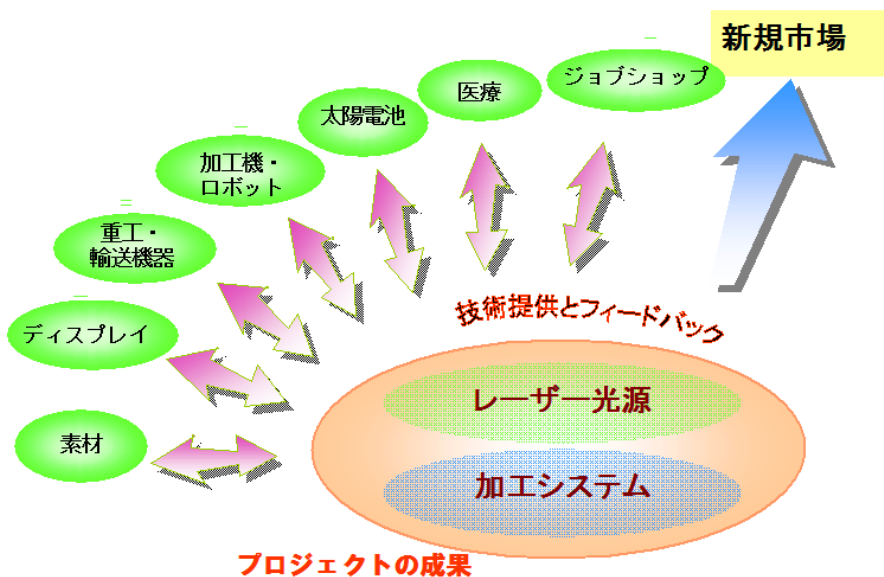 新規市場
ジョブショップ
医療
太陽電池
加工機・
ロボット
重工・
輸送機器
ディスプレイ
素材
技術提供とフィードバック
レーザー光源
加工システム
プロジェクトの成果